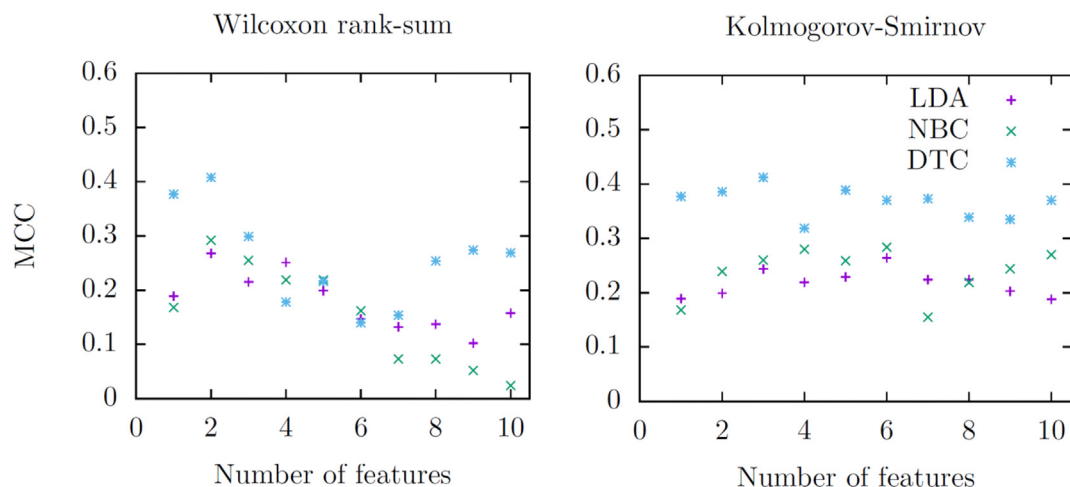 Wilcoxon rank-sum
Kolmogorov-Smirnov
MCC
0.6
0.5
0.4
0.3
0.2
0.1
0
0 2 4 6 8 10
Number of features
0.6
0.5
0.4
0.3
0.2
0.1
0
LDA
NBC
DTC
0 2 4 6 8 10
Number of features